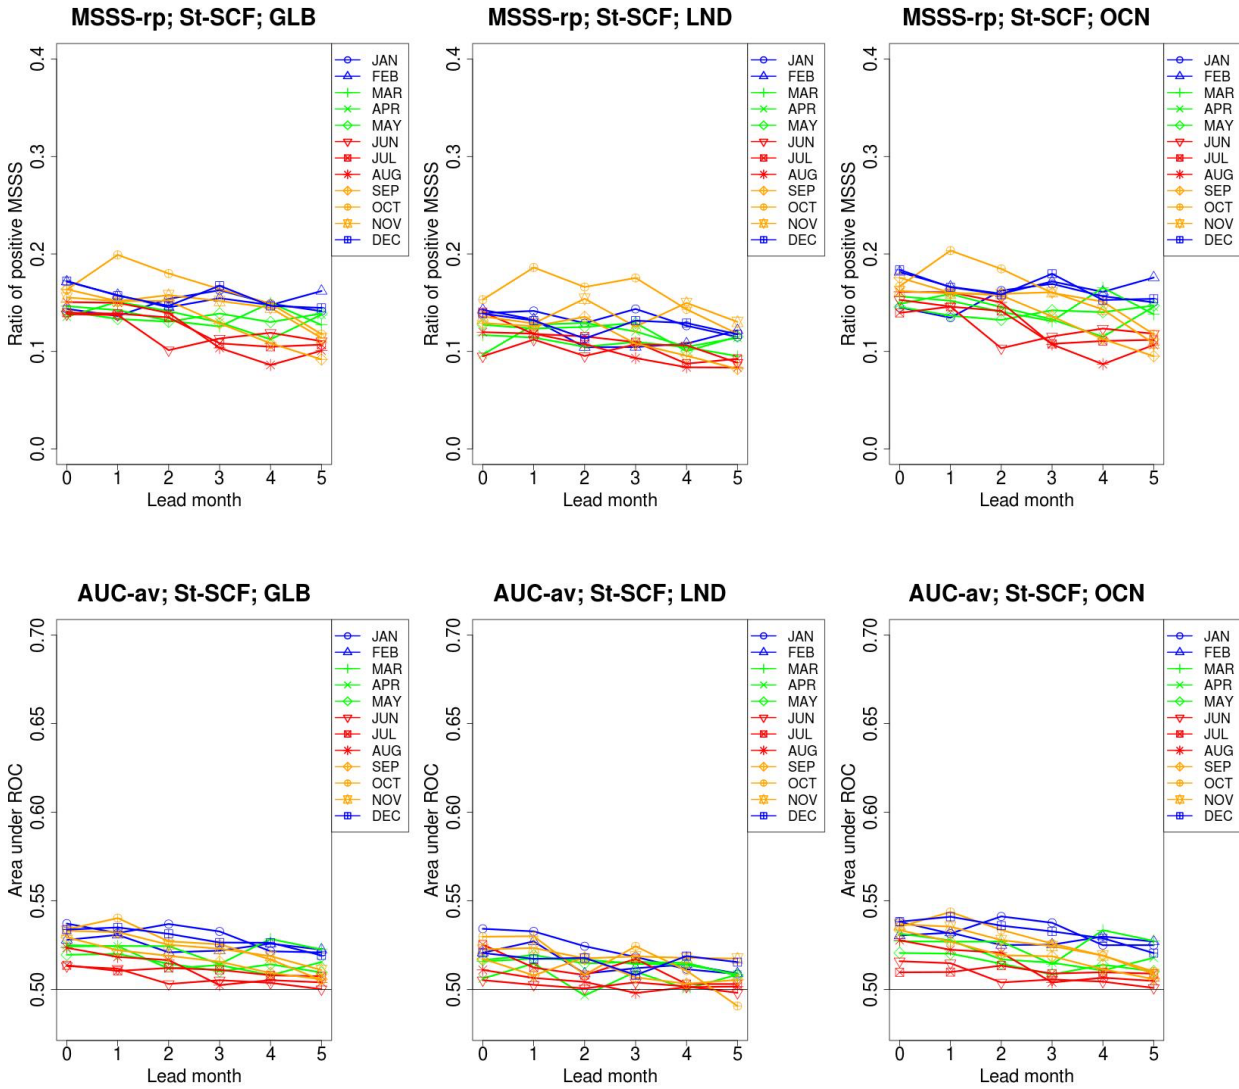 MSSS-rp; St-SCF; GLB
Ratio of positive MSSS
0.0 0.1 0.2 0.3 0.4
0 1 2 3 4 5
Lead month
JAN
FEB
MAR
APR
MAY
JUN
JUL
AUG
SEP
OCT
NOV
DEC
MSSS-rp; St-SCF; LND
Ratio of positive MSSS
0.0 0.1 0.2 0.3 0.4
0 1 2 3 4 5
Lead month
JAN
FEB
MAR
APR
MAY
JUN
JUL
AUG
SEP
OCT
NOV
DEC
MSSS-rp; St-SCF; OCN
Ratio of positive MSSS
0.0 0.1 0.2 0.3 0.4
0 1 2 3 4 5
Lead month
JAN
FEB
MAR
APR
MAY
JUN
JUL
AUG
SEP
OCT
NOV
DEC
AUC-av; St-SCF; GLB
Area under ROC
0.50 0.55 0.60 0.65 0.70
0 1 2 3 4 5
Lead month
JAN
FEB
MAR
APR
MAY
JUN
JUL
AUG
SEP
OCT
NOV
DEC
AUC-av; St-SCF; LND
Area under ROC
0.50 0.55 0.60 0.65 0.70
0 1 2 3 4 5
Lead month
JAN
FEB
MAR
APR
MAY
JUN
JUL
AUG
SEP
OCT
NOV
DEC
AUC-av; St-SCF; OCN
Area under ROC
0.50 0.55 0.60 0.65 0.70
0 1 2 3 4 5
Lead month
JAN
FEB
MAR
APR
MAY
JUN
JUL
AUG
SEP
OCT
NOV
DEC